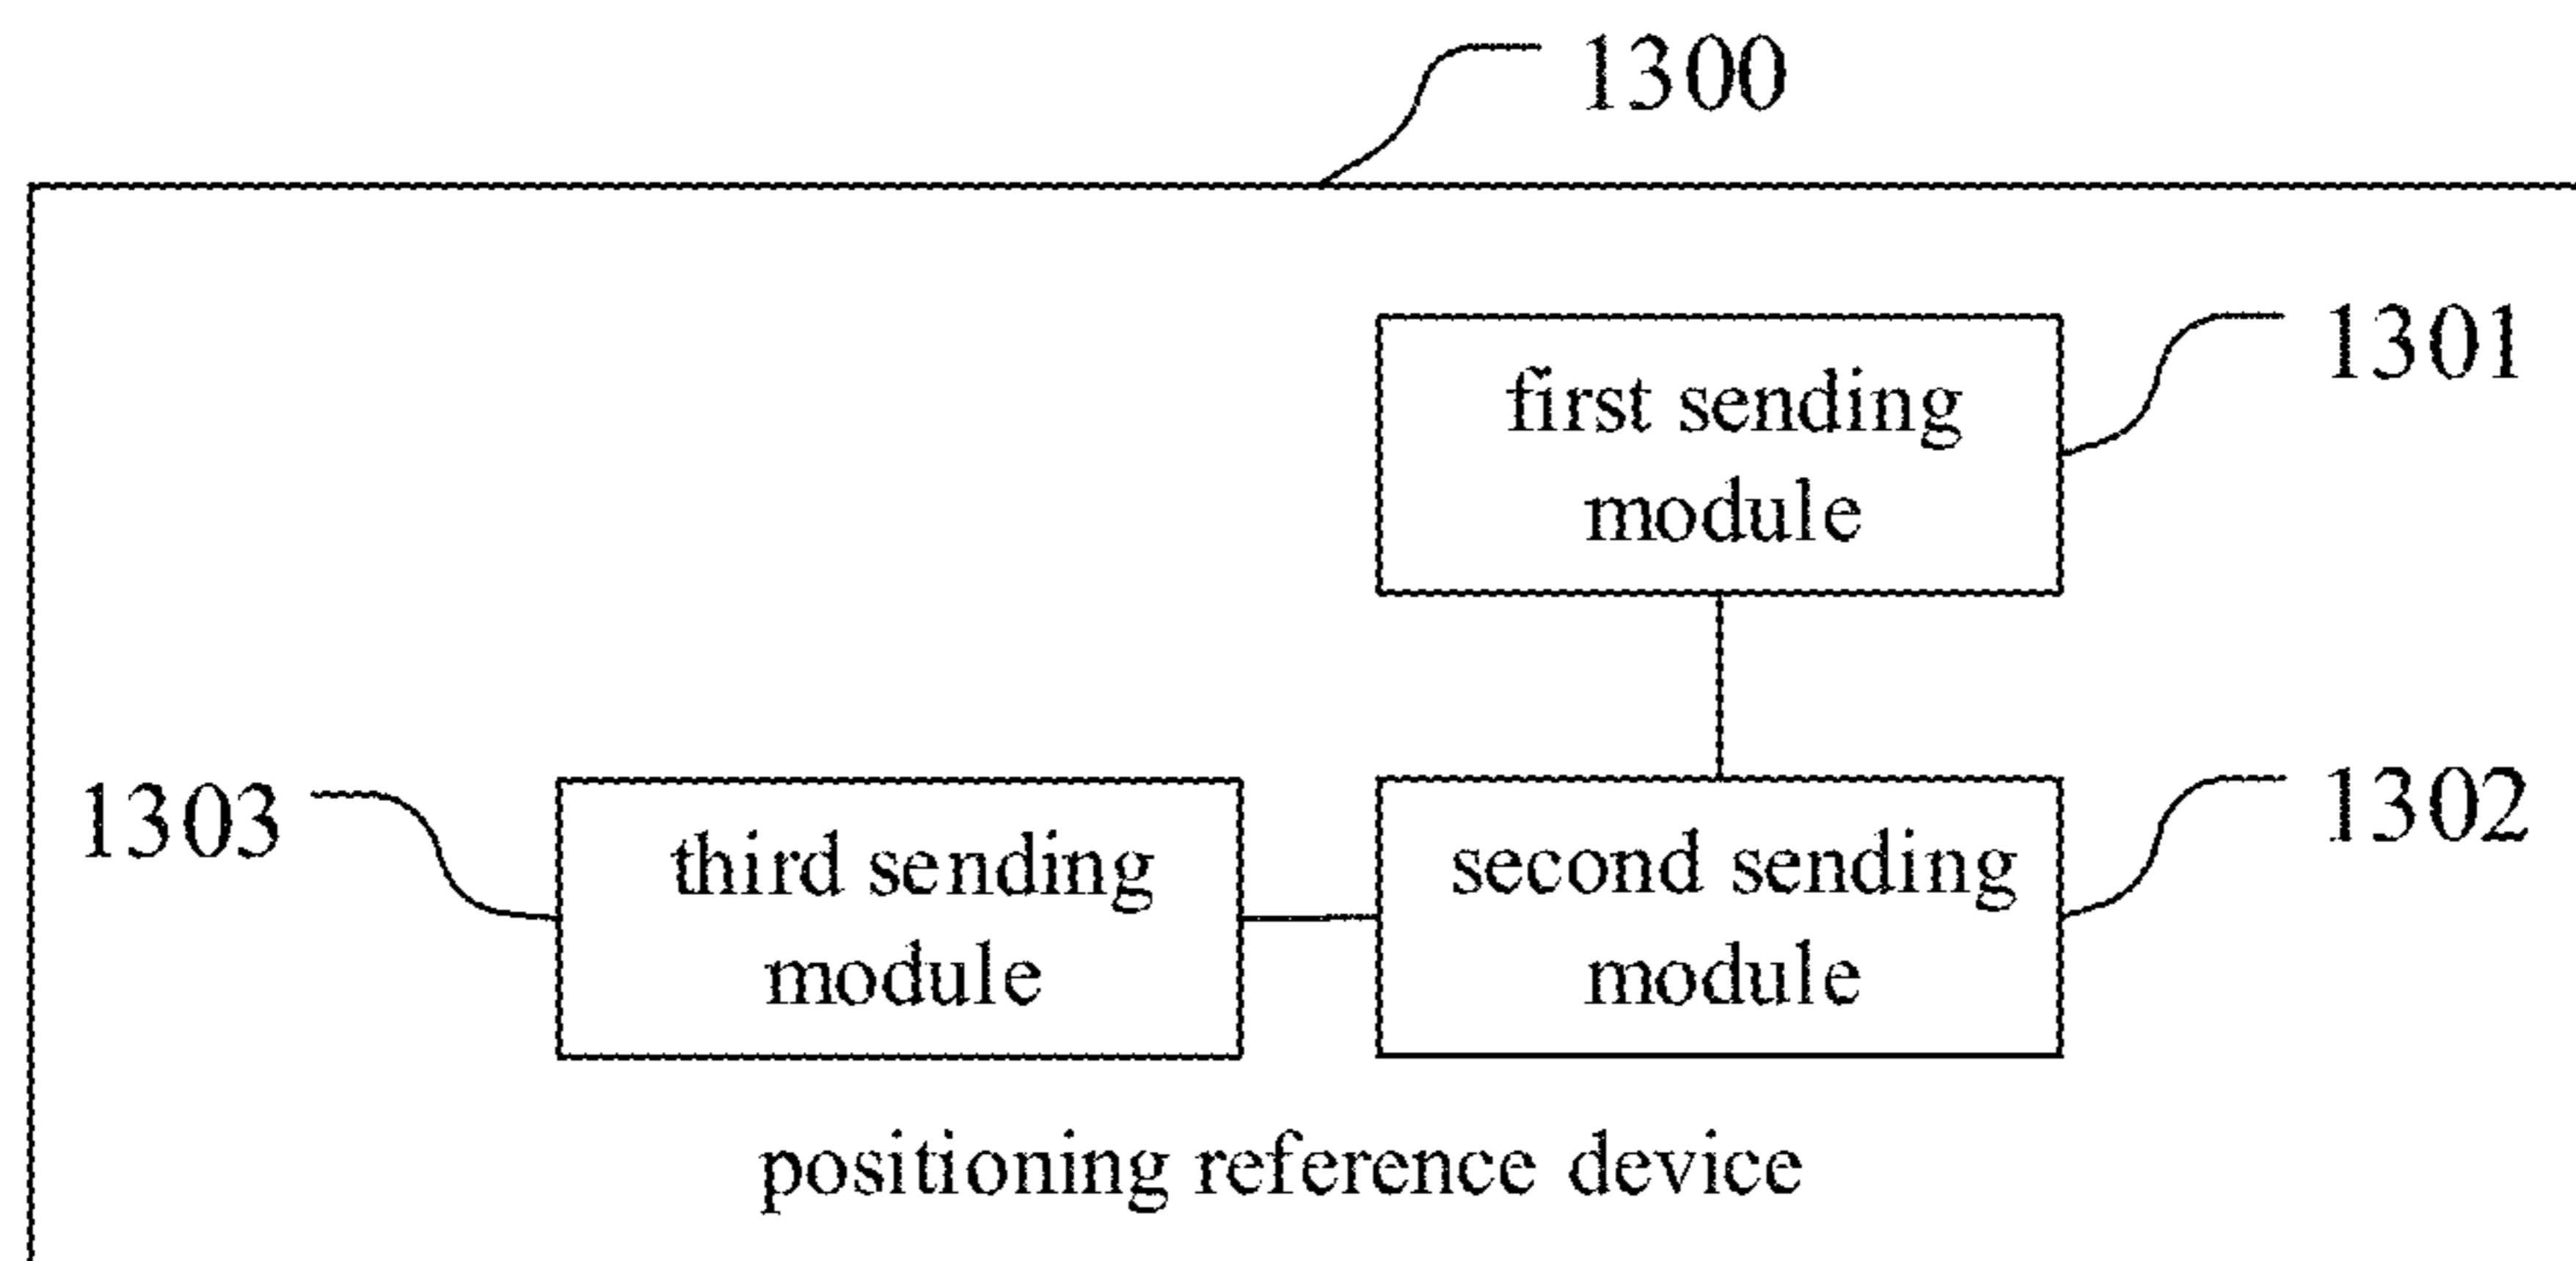 1300
first sending
module
1301
1303
third sending
module
second sending
module
1302
positioning reference device